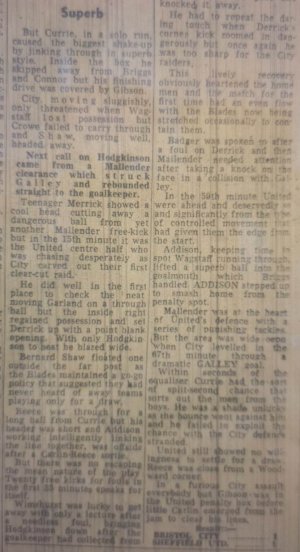 Superb
But Currie, in a solo run,
caused the biggest shake-up
by jinking through in superb
style. Inside the box he
skipped away from Briggs
and Connor but his finishing
drive was covered by Gibson.
City, moving sluggishly,
only threatened when Wag-
staff lost possession but
Crown failed to carry through
and Shaw, moving well,
headed away.
Next call on Hodgkinson
came from a Mallender
clearance which struck
Galley and rebounded
straight to the goalkeeper.
Teenager Merrick showed a
cool head cutting away a
dangerous ball from
another Mallender free-kick
but in the 15th minute it was
the United centre half who
was chasing desperately as
City carved out their first
clear-cut raid.
He did well in the first
place to check the neat
moving Garland on a through
ball but the inside right
regained possession and set
Derrick up with a point blank
opening. With only Hodgkin-
son to beat he blazed wide.
Bernard Shaw floated one
outside the far post as
the Blades maintained a go-go
policy that suggested they had
never heard of away teams
playing only for a draw.
Reece was through for a
long ball from Currie but his
header was short and Addison
working intelligently linking
the line together, was offside
after a Carlin-Reece
But there was no escaping
the mean nature of the play
Twenty free kicks for fouls in
the first 35 minutes speaks for
itself.
was lucky to get
away with only a lecture after
a needless foul, bringing
Hodgkinson down after the
goalkeeper had collected from
knocked it away.
He had to repeat the dar-
ing touch when Derrick's
corner kick zoomed in dan-
gerously but once again he
was too sharp for the City
raiders.
This lively recovery
obviously heartened the home
men and the match for the
first time had an even flow
with the Blades now being
stretched occasionally to con-
tain them.
Badger was spoken to after
a foul on Derrick and then
Mallender needed attention
after taking a knock on the
face in a collision with Gal-
ley.
In the 59th minute United
were ahead and deservedly so
and significantly from the
of controlled movement that
had given them the edge from
the start.
Addison, keeping
spot Wagstaff running through
lifted a superb ball into the
goalmouth which Briggs
handled. ADDISON stepped up
to smash home from the
penalty spot.
Mallender was at the heart
of United's defence with a
series of punishing tackles.
But the area was wide open
when City levelled in the
67th minute through a
dramatic GALLEY goal.
Within seconds of the
equaliser Currie had the sort
of split-second chance that
sorts out the men from the
boys. He was a shade unlucky
as the bounce went against him
and he failed to exploit the
chance with the City defence
stranded.
United still showed no wil-
lingness to settle for a draw.
Reece was close from a Wood-
ward corner.
In a furious City assault
everybody but Gibson was in
the United penalty box before
little Carlin emerged from the
jam to clear his lines.
Result:—
BRISTOL CITY 1
SHEFFIELD UTD. 1